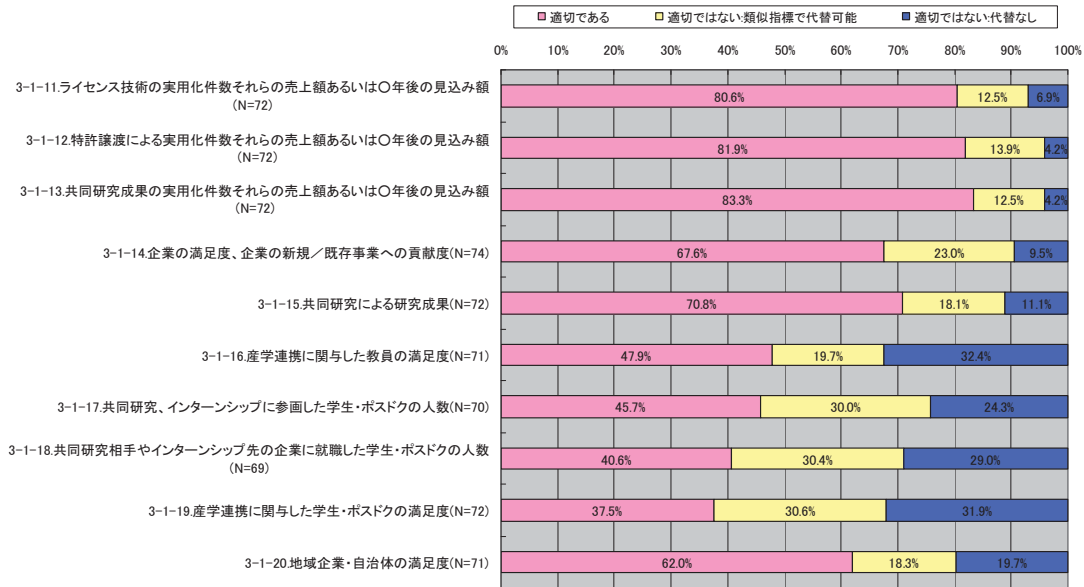 適切である 適切ではない:類似指標で代替可能 適切ではない:代替なし
0% 10% 20% 30% 40% 50% 60% 70% 80% 90% 100%
3-1-11.ライセンス技術の実用化件数それらの売上額あるいは〇年後の見込み額
(N=72)
80.6% 12.5% 6.9%
3-1-12.特許譲渡による実用化件数それらの売上額あるいは〇年後の見込み額
(N=72)
81.9% 13.9% 4.2%
3-1-13.共同研究成果の実用化件数それらの売上額あるいは〇年後の見込み額
(N=72)
83.3% 12.5% 4.2%
3-1-14.企業の満足度、企業の新規／既存事業への貢献度(N=74)
67.6% 23.0% 9.5%
3-1-15.共同研究による研究成果(N=72)
70.8% 18.1% 11.1%
3-1-16.産学連携に関与した教員の満足度(N=71)
47.9% 19.7% 32.4%
3-1-17.共同研究、インターンシップに参画した学生・ポスドクの人数(N=70)
45.7% 30.0% 24.3%
3-1-18.共同研究相手やインターンシップ先の企業に就職した学生・ポスドクの人数
(N=69)
40.6% 30.4% 29.0%
3-1-19.産学連携に関与した学生・ポスドクの満足度(N=72)
37.5% 30.6% 31.9%
3-1-20.地域企業・自治体の満足度(N=71)
62.0% 18.3% 19.7%